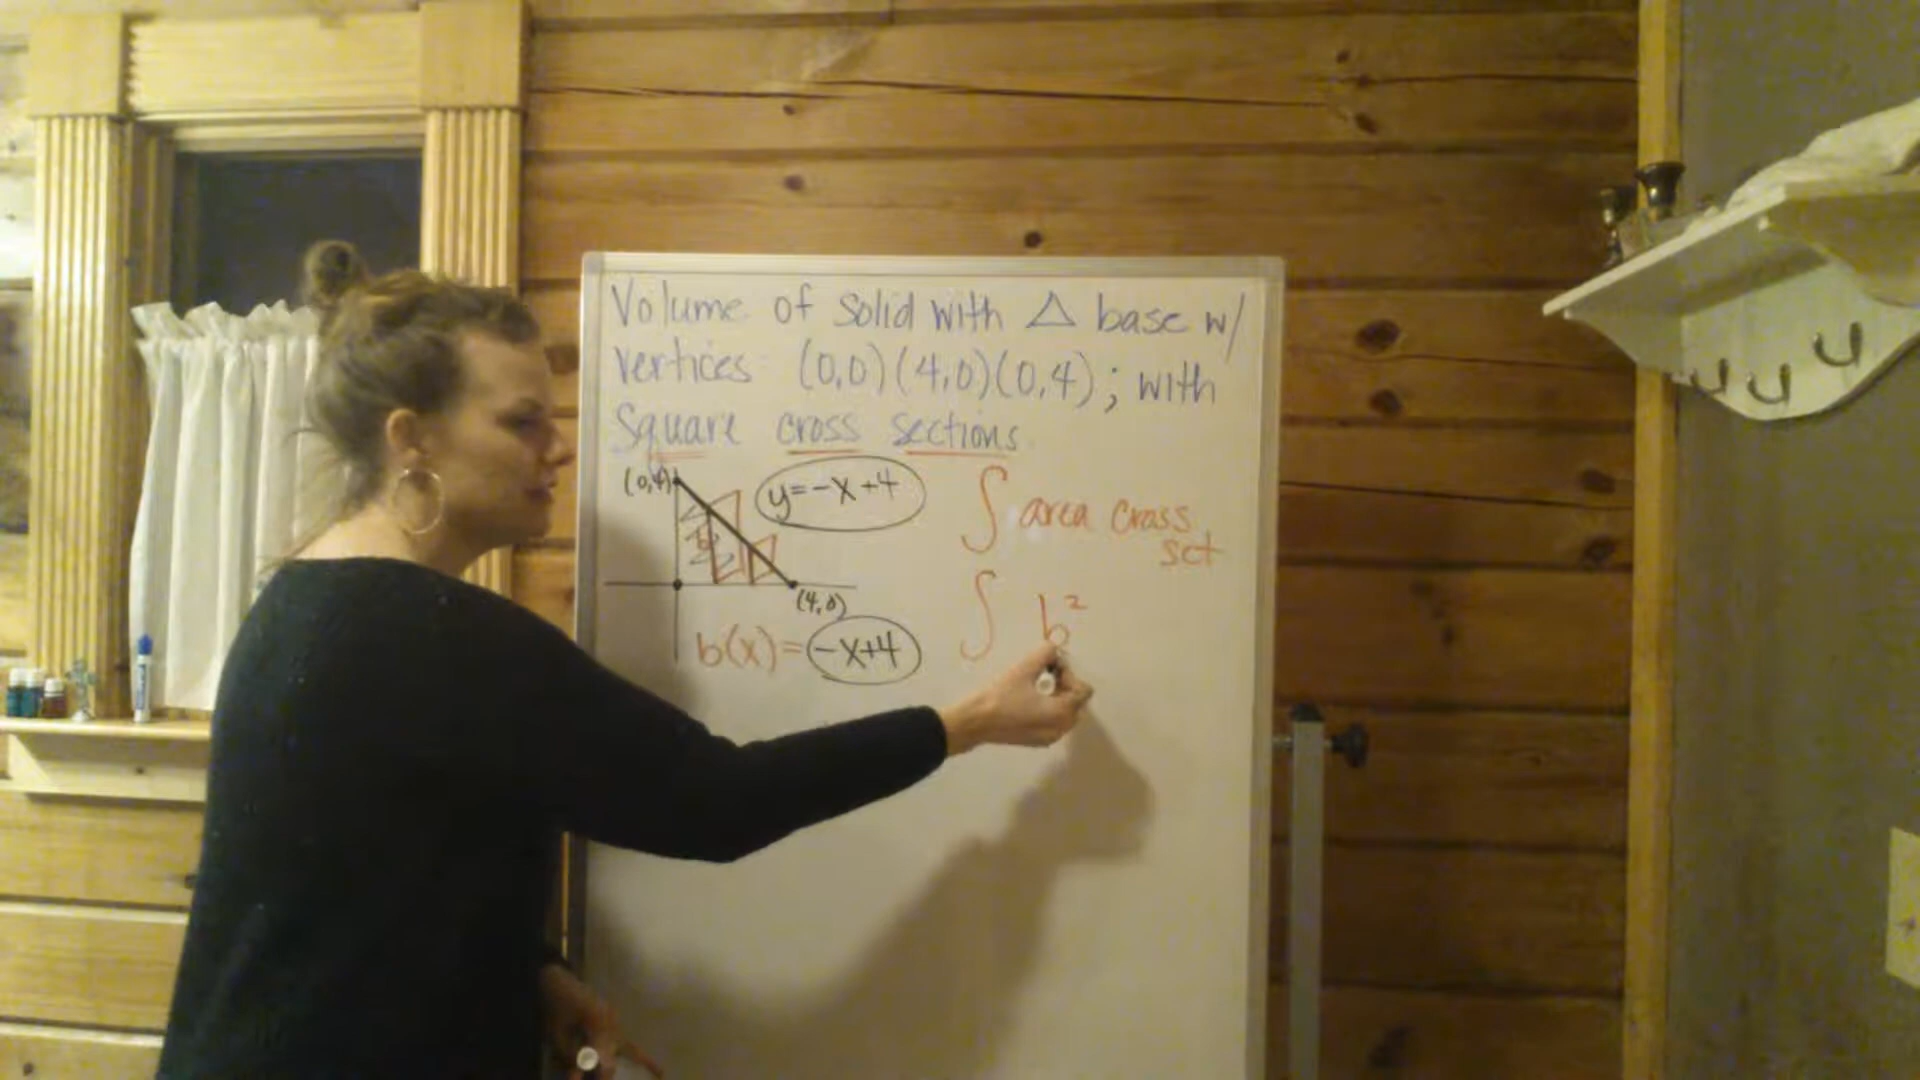 Volume of Solid with △ base w/
vertices (0,0)(4,0)(0,4); with
Square cross sections.
(0,4)
y=-x+4
b
(4,0)
b(x)=-x+4
∫ area cross
sct
∫ b²